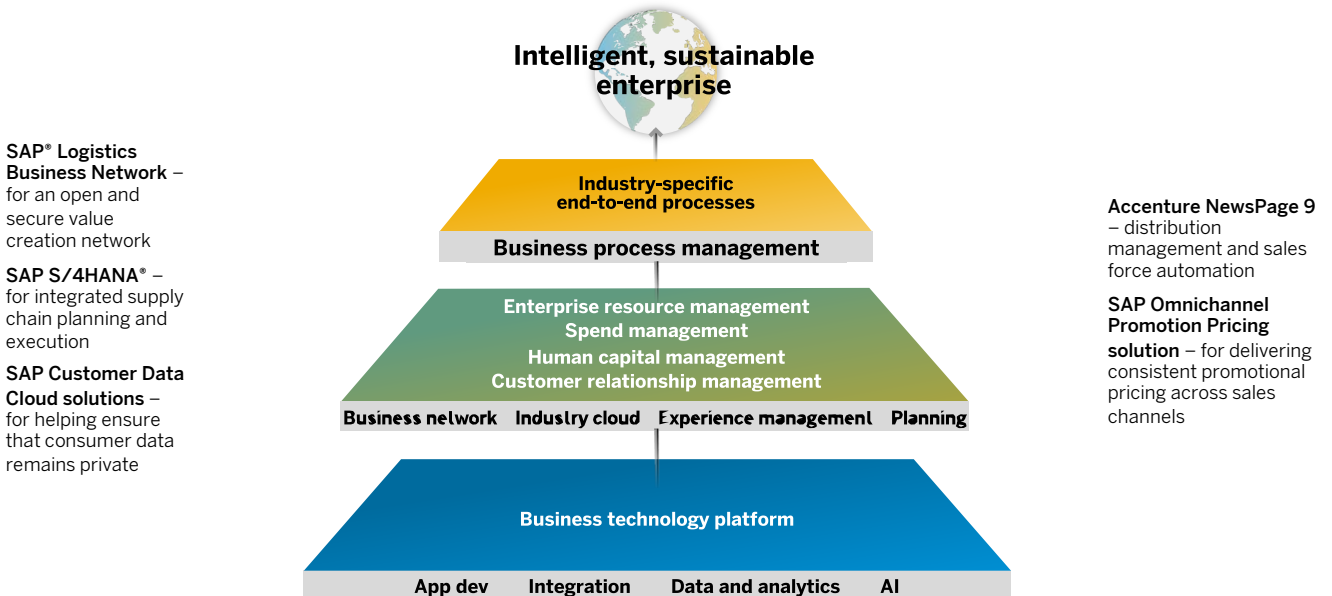 Intelligent, sustainable
enterprise
SAP® Logistics
Business Network –
for an open and
secure value
creation network
SAP S/4HANA® –
for integrated supply
chain planning and
execution
SAP Customer Data
Cloud solutions –
for helping ensure
that consumer data
remains private
Industry-specific
end-to-end processes
Business process management
Enterprise resource management
Spend management
Human capital management
Customer relationship management
Business network Industry cloud Experience management Planning
Business technology platform
App dev Integration Data and analytics AI
Accenture NewsPage 9
– distribution
management and sales
force automation
SAP Omnichannel
Promotion Pricing
solution – for delivering
consistent promotional
pricing across sales
channels